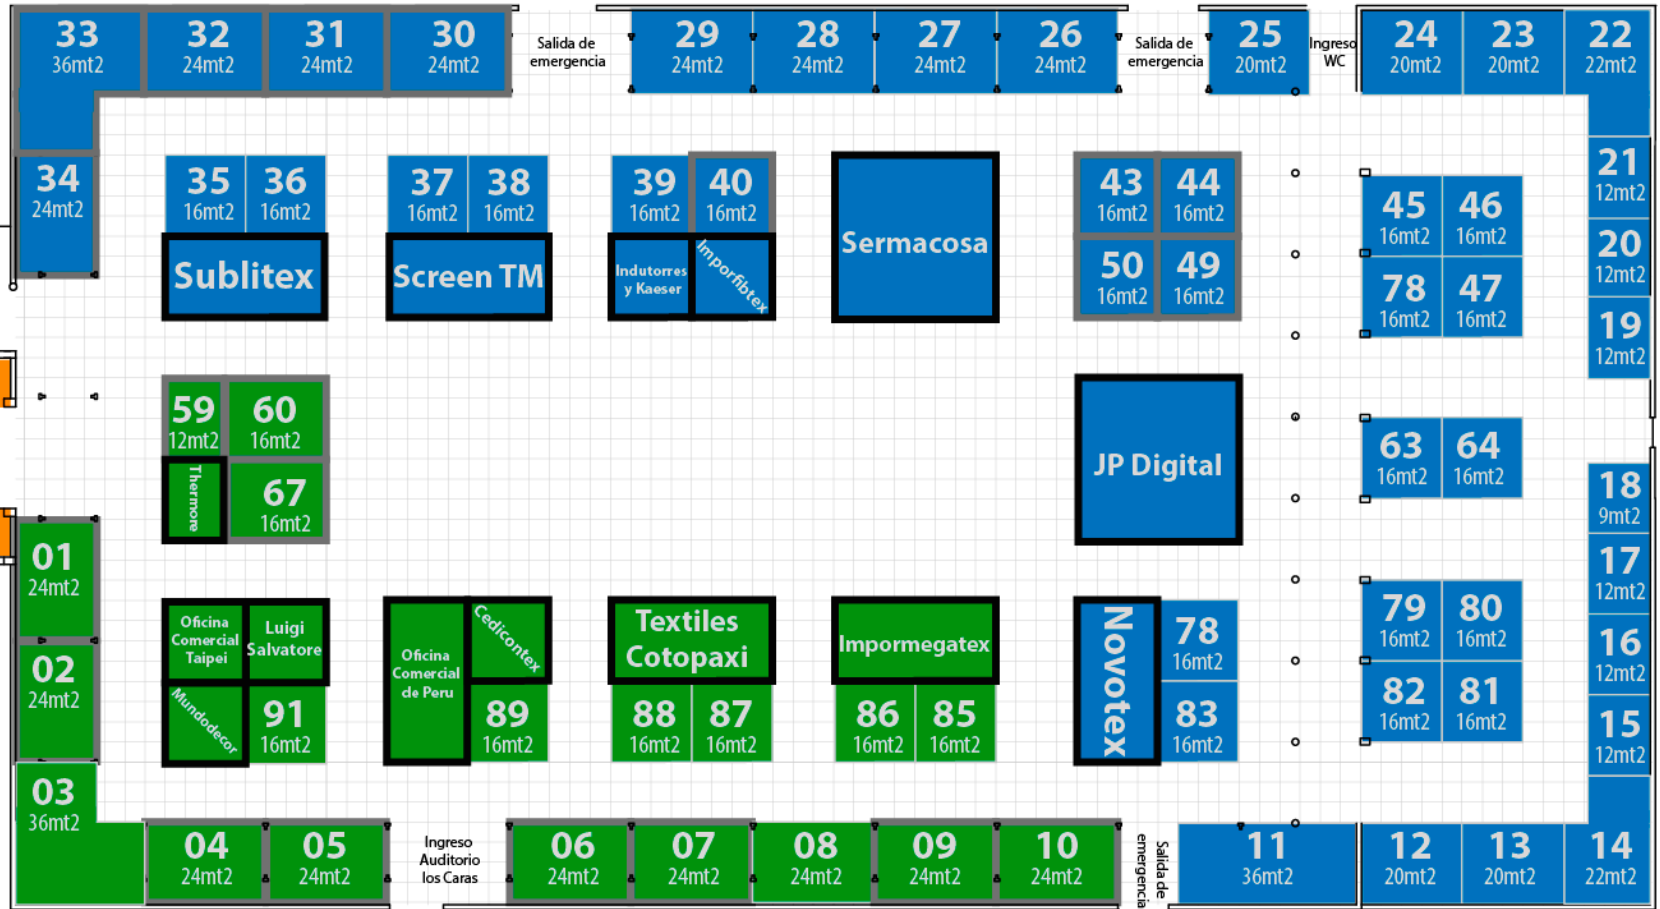 33
36mt2
32
24mt2
31
24mt2
30
24mt2
Salida de
emergencia
29
24mt2
28
24mt2
27
24mt2
26
24mt2
Salida de
emergencia
25
20mt2
Ingreso
WC
24
20mt2
23
20mt2
22
22mt2
34
24mt2
35
16mt2
36
16mt2
Sublitex
37
16mt2
38
16mt2
Screen TM
39
16mt2
40
16mt2
Indutorres
y Kaeser
Imporfibtex
Sermacosa
43
16mt2
44
16mt2
50
16mt2
49
16mt2
45
16mt2
46
16mt2
78
16mt2
47
16mt2
21
12mt2
20
12mt2
19
12mt2
59
12mt2
60
16mt2
Thermore
67
16mt2
JP Digital
63
16mt2
64
16mt2
18
9mt2
17
12mt2
16
12mt2
15
12mt2
01
24mt2
02
24mt2
03
36mt2
Oficina
Comercial
Taipei
Luigi
Salvatore
Mundodecor
91
16mt2
Oficina
Comercial
de Peru
Cedicontex
89
16mt2
Textiles
Cotopaxi
88
16mt2
87
16mt2
Impormegatex
86
16mt2
85
16mt2
Novotex
78
16mt2
83
16mt2
79
16mt2
80
16mt2
82
16mt2
81
16mt2
04
24mt2
05
24mt2
Ingreso
Auditorio
los Caras
06
24mt2
07
24mt2
08
24mt2
09
24mt2
10
24mt2
Salida de
emergencia
11
36mt2
12
20mt2
13
20mt2
14
22mt2